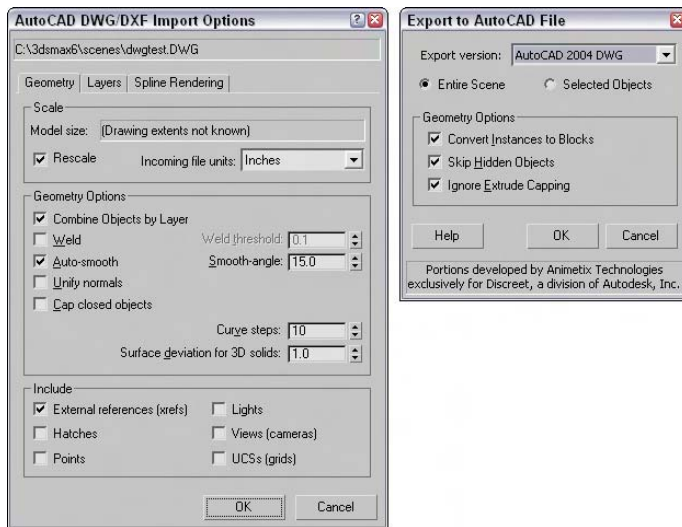 AutoCAD DWG/DXF Import Options
C:\3dsmax6\scenes\dwgtest.DWG
Geometry Layers Spline Rendering
Scale
Model size: (Drawing extents not known)
Rescale Incoming file units: Inches
Geometry Options
Combine Objects by Layer
Weld Weld threshold: 0.1
Auto-smooth Smooth-angle: 15.0
Unify normals
Cap closed objects
Curve steps: 10
Surface deviation for 3D solids: 1.0
Include
External references (xrefs) Lights
Hatches Views (cameras)
Points UCSs (grids)
OK Cancel
Export to AutoCAD File
Export version: AutoCAD 2004 DWG
Entire Scene Selected Objects
Geometry Options
Convert Instances to Blocks
Skip Hidden Objects
Ignore Extrude Capping
Help OK Cancel
Portions developed by Animetix Technologies
exclusively for Discreet, a division of Autodesk, Inc.